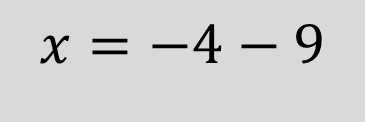 x = −4 − 9